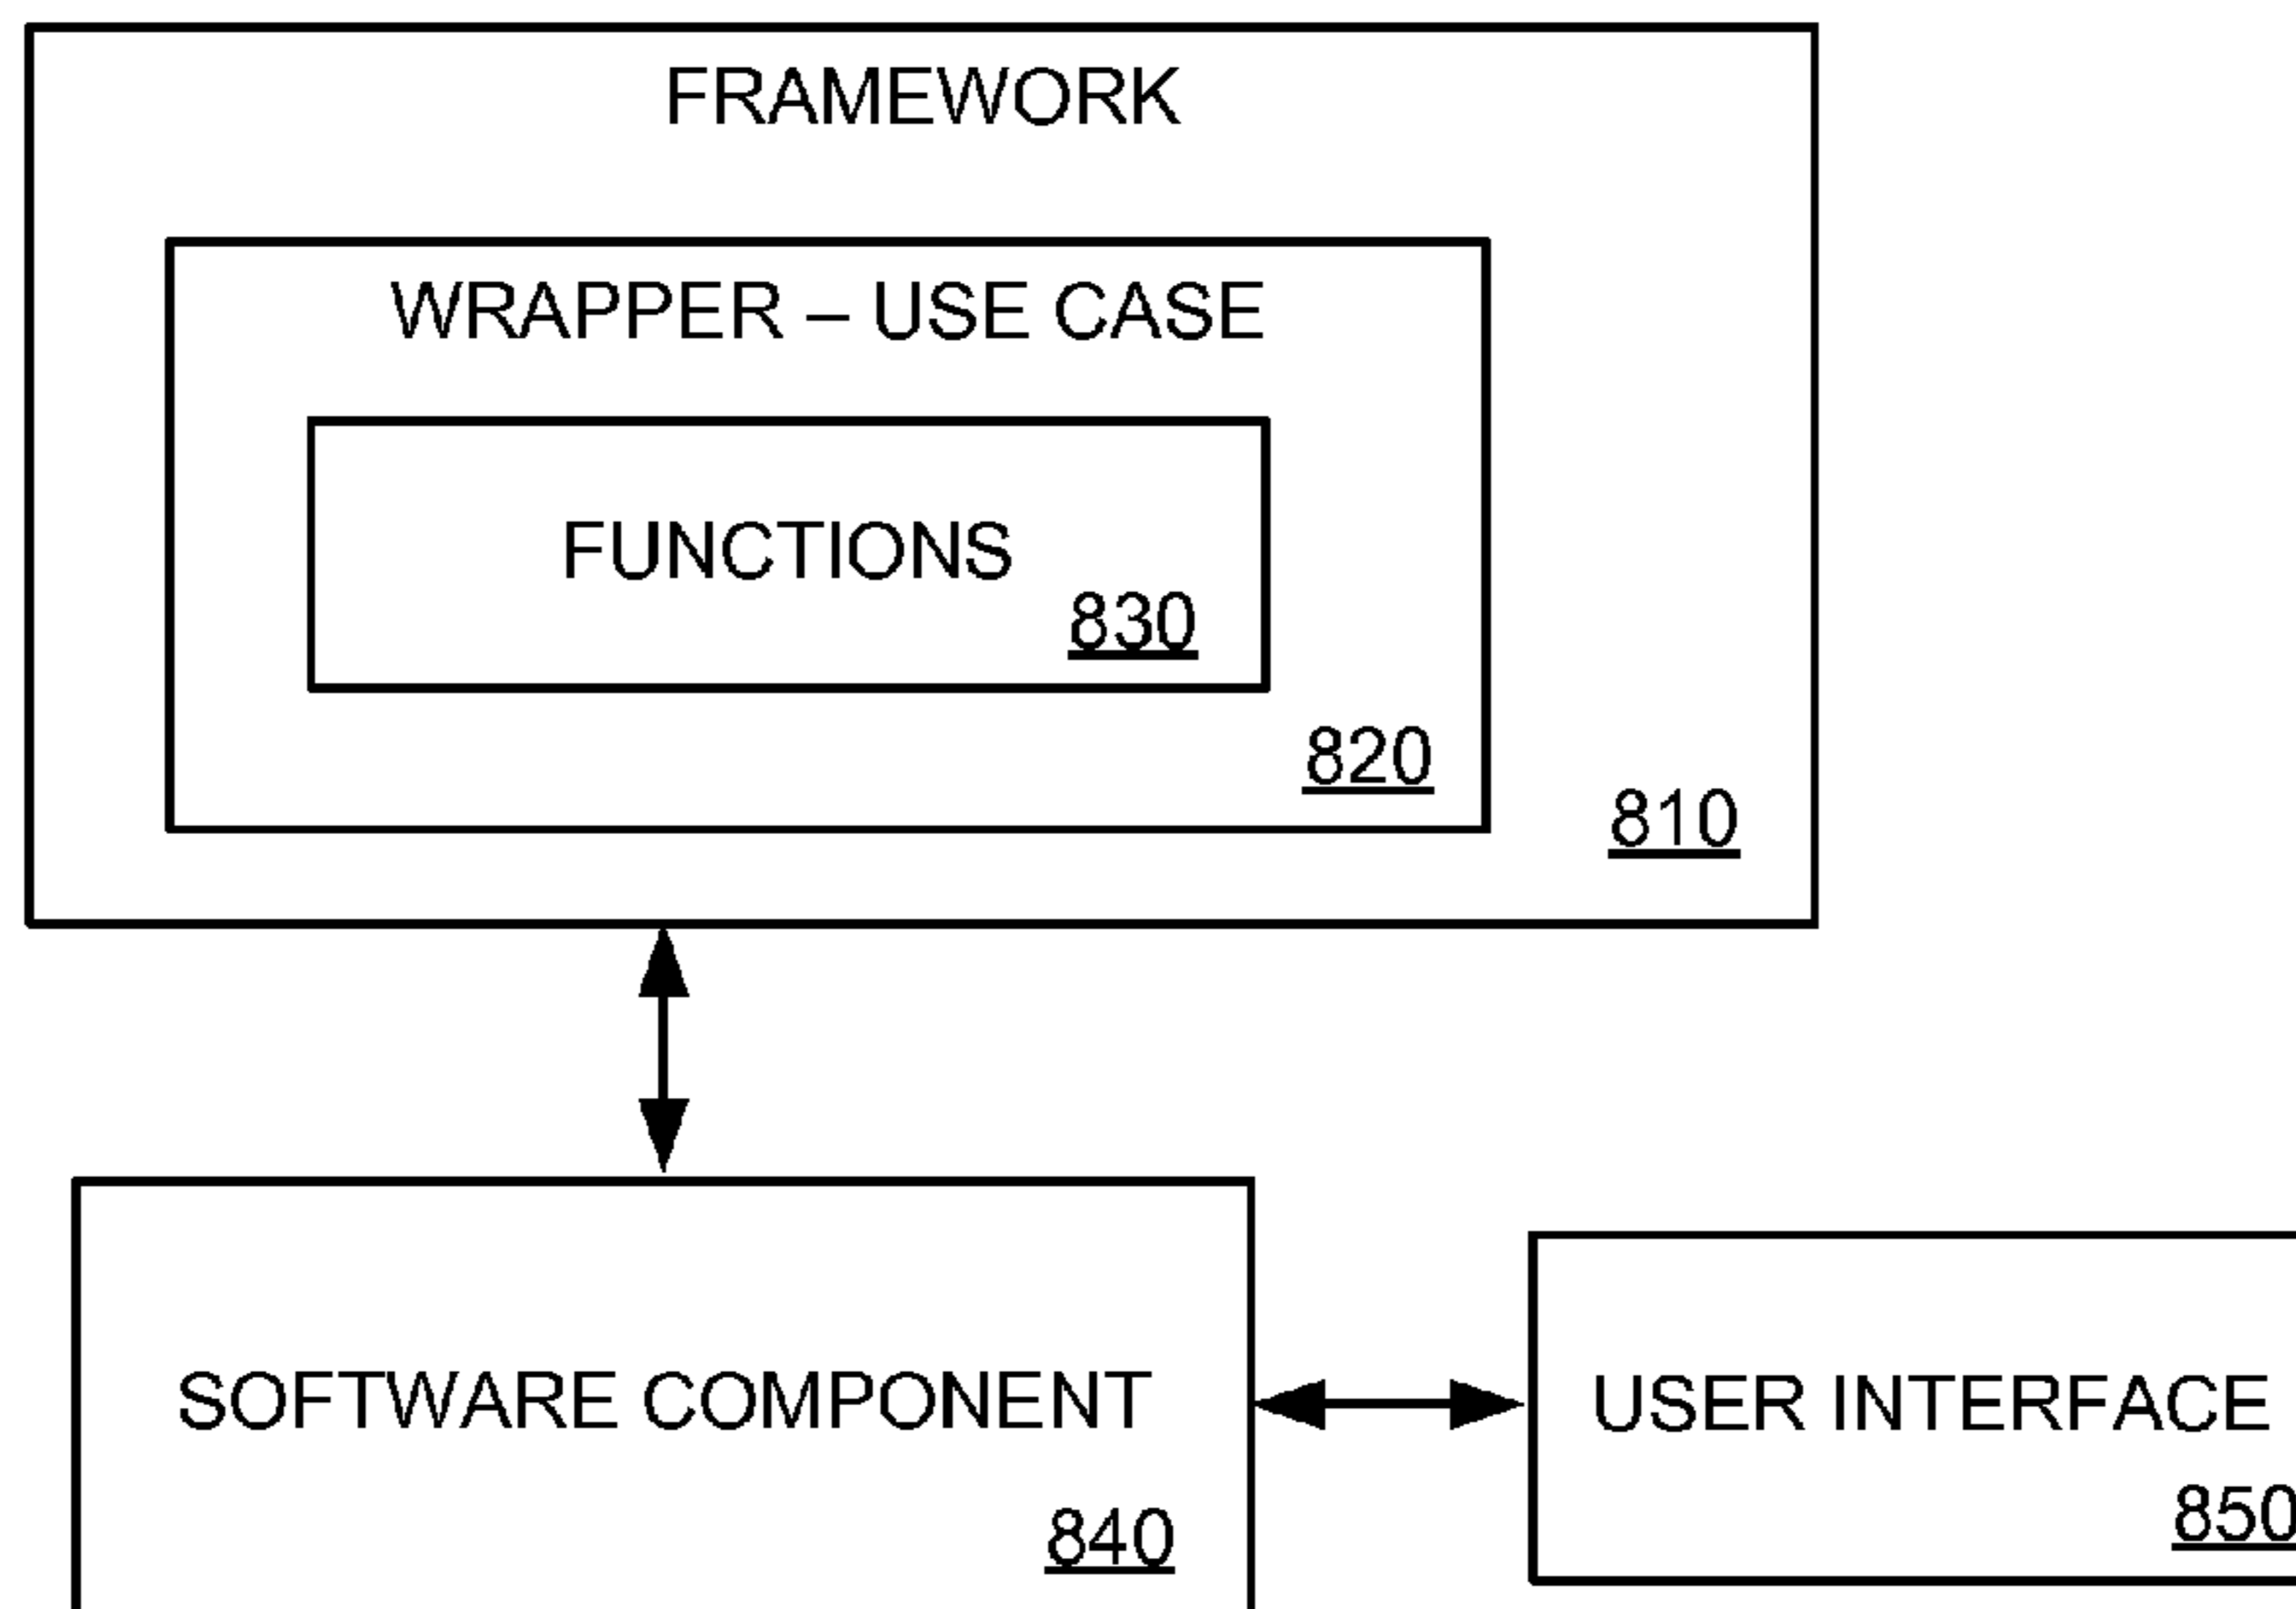 FRAMEWORK
WRAPPER – USE CASE
FUNCTIONS
830
820
810
SOFTWARE COMPONENT
840
USER INTERFACE
850